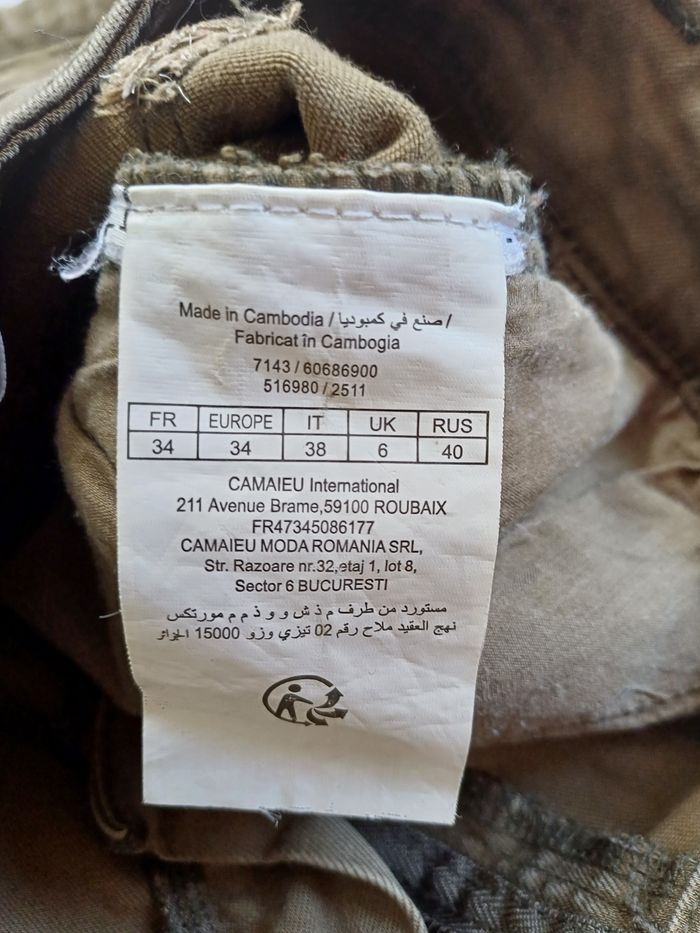 Made in Cambodia / صنع في كمبوديا /
Fabricat în Cambogia
7143 / 60686900
516980 / 2511
FR EUROPE IT UK RUS
34 34 38 6 40
CAMAIEU International
211 Avenue Brame,59100 ROUBAIX
FR47345086177
CAMAIEU MODA ROMANIA SRL,
Str. Razoare nr.32,etaj 1, lot 8,
Sector 6 BUCURESTI
مستورد من طرف م ذ ش و و ذ م م مورتكس
نهج العقيد ملاح رقم 02 تيزي وزو 15000 الجزائر